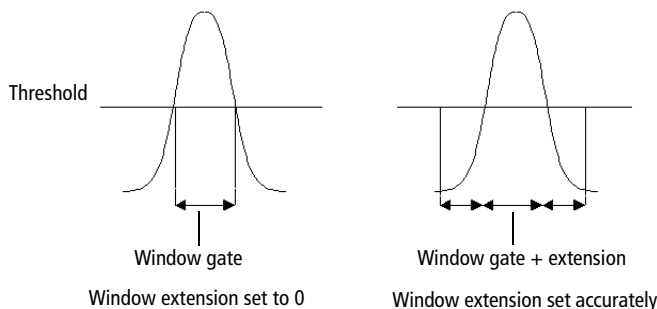 Threshold
Window gate
Window gate + extension
Window extension set to 0
Window extension set accurately